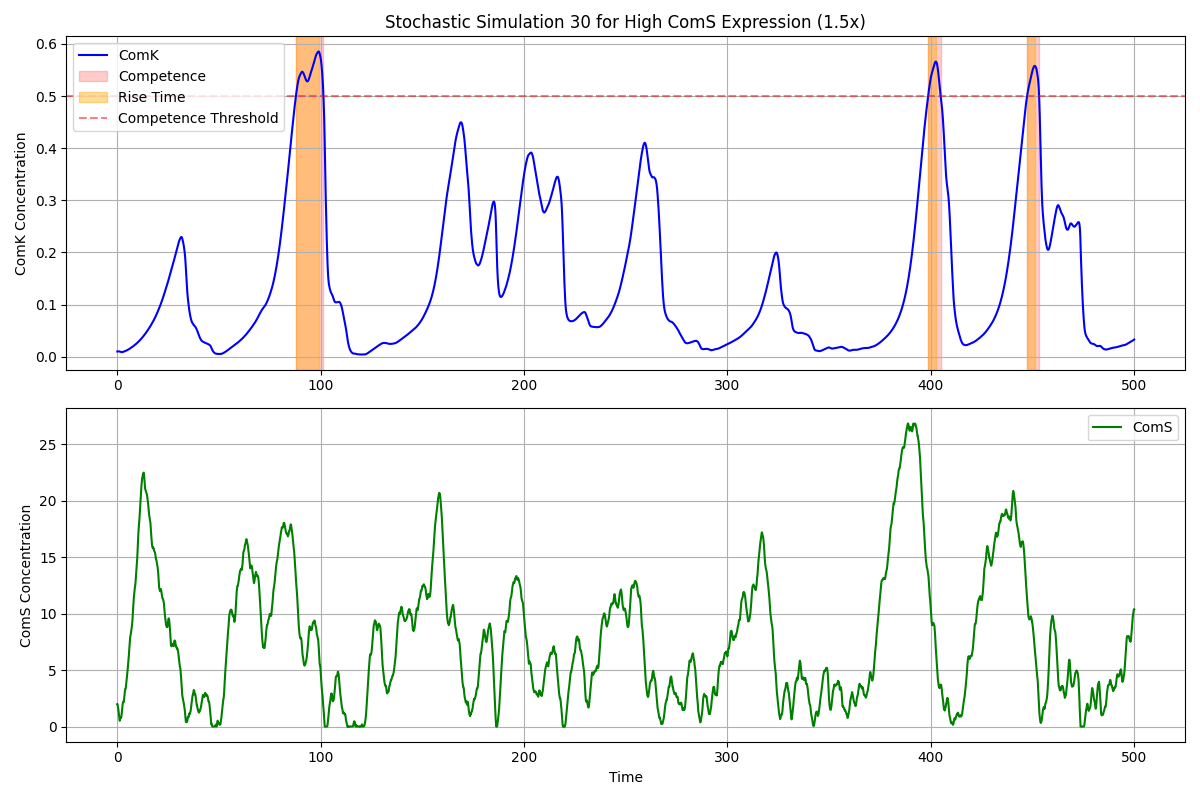 Stochastic Simulation 30 for High ComS Expression (1.5x)
ComK Concentration
0.6
0.5
0.4
0.3
0.2
0.1
0.0
ComK
Competence
Rise Time
Competence Threshold
0 100 200 300 400 500
ComS Concentration
25
20
15
10
5
0
ComS
0 100 200 300 400 500
Time